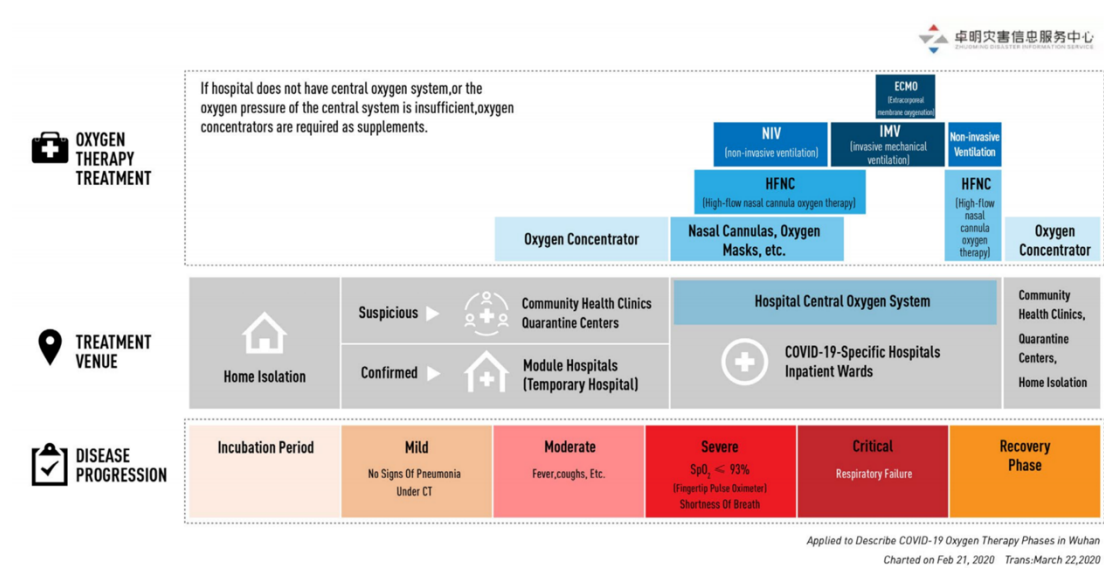 卓明灾害信息服务中心
ZHUOMING DISASTER INFORMATION SERVICE
OXYGEN
THERAPY
TREATMENT
If hospital does not have central oxygen system,or the
oxygen pressure of the central system is insufficient,oxygen
concentrators are required as supplements.
ECMO
(Extracorporeal
membrane oxygenation)
NIV
(non-invasive ventilation)
IMV
(invasive mechanical
ventilation)
Non-invasive
Ventilation
HFNC
(High-flow nasal cannula oxygen therapy)
HFNC
(High-flow
nasal
cannula
oxygen
therapy)
Oxygen Concentrator
Nasal Cannulas, Oxygen
Masks, etc.
Oxygen
Concentrator
TREATMENT
VENUE
Home Isolation
Suspicious
Community Health Clinics
Quarantine Centers
Confirmed
Module Hospitals
(Temporary Hospital)
Hospital Central Oxygen System
COVID-19-Specific Hospitals
Inpatient Wards
Community
Health Clinics,
Quarantine
Centers,
Home Isolation
DISEASE
PROGRESSION
Incubation Period
Mild
No Signs Of Pneumonia
Under CT
Moderate
Fever,coughs, Etc.
Severe
SpO₂ ⩽ 93%
(Fingertip Pulse Oximeter)
Shortness Of Breath
Critical
Respiratory Failure
Recovery
Phase
Applied to Describe COVID-19 Oxygen Therapy Phases in Wuhan
Charted on Feb 21, 2020 Trans:March 22,2020